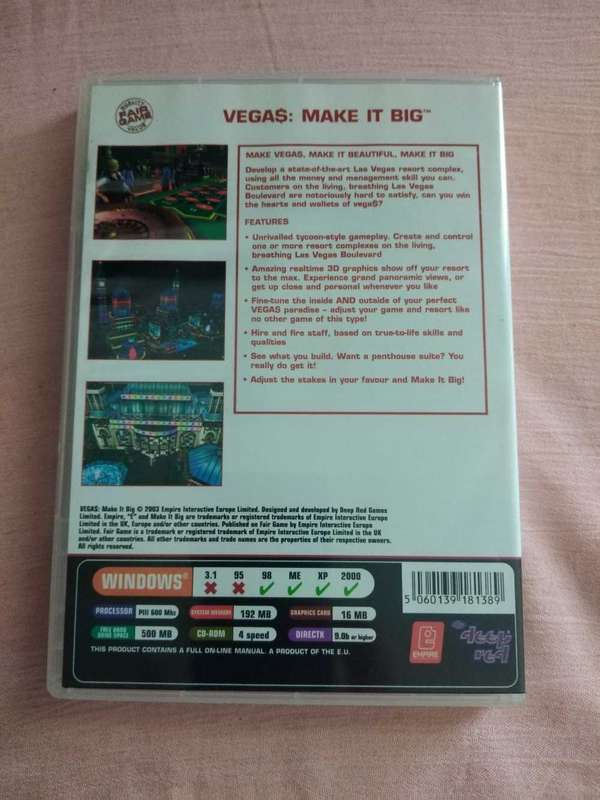 QUALITY
FAIR
GAME
VALUE
VEGA$: MAKE IT BIG™
MAKE VEGAS, MAKE IT BEAUTIFUL, MAKE IT BIG
Develop a state-of-the-art Las Vegas resort complex,
using all the money and management skill you can.
Customers on the living, breathing Las Vegas
Boulevard are notoriously hard to satisfy, can you win
the hearts and wallets of vega$?
FEATURES
• Unrivalled tycoon-style gameplay. Create and control
one or more resort complexes on the living,
breathing Las Vegas Boulevard
• Amazing realtime 3D graphics show off your resort
to the max. Experience grand panoramic views, or
get up close and personal whenever you like
• Fine-tune the inside AND outside of your perfect
VEGAS paradise – adjust your game and resort like
no other game of this type!
• Hire and fire staff, based on true-to-life skills and
qualities
• See what you build. Want a penthouse suite? You
really do get it!
• Adjust the stakes in your favour and Make It Big!
VEGAS: Make It Big © 2003 Empire Interactive Europe Limited. Designed and developed by Deep Red Games
Limited. Empire, "E" and Make It Big are trademarks or registered trademarks of Empire Interactive Europe
Limited in the UK, Europe and/or other countries. Published on Fair Game by Empire Interactive Europe
Limited. Fair Game is a trademark or registered trademark of Empire Interactive Europe Limited in the UK
and/or other countries. All other trademarks and trade names are the properties of their respective owners.
All rights reserved.
WINDOWS® 3.1 95 98 ME XP 2000
PROCESSOR PIII 600 Mhz SYSTEM MEMORY 192 MB GRAPHICS CARD 16 MB
FREE HARD DRIVE SPACE 500 MB CD-ROM 4 speed DIRECTX 9.0b or higher
THIS PRODUCT CONTAINS A FULL ON-LINE MANUAL. A PRODUCT OF THE E.U.
5 060139 181389
EMPIRE
deep
red